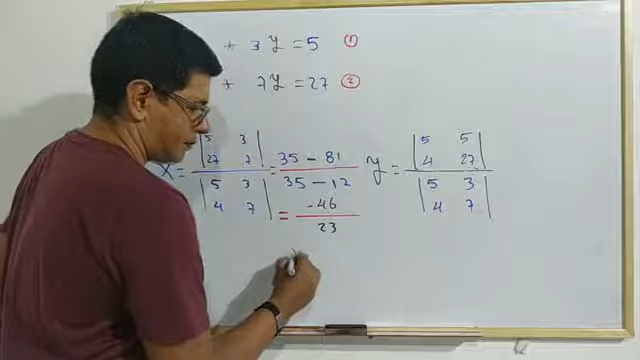 * 3y = 5 ①
* 7y = 27 ②
X = |5 3| / |27 7| = 35 - 81
|5 3| / |4 7| 35 - 12
= -46
23
y = |5 5|
|4 27|
|5 3|
|4 7|